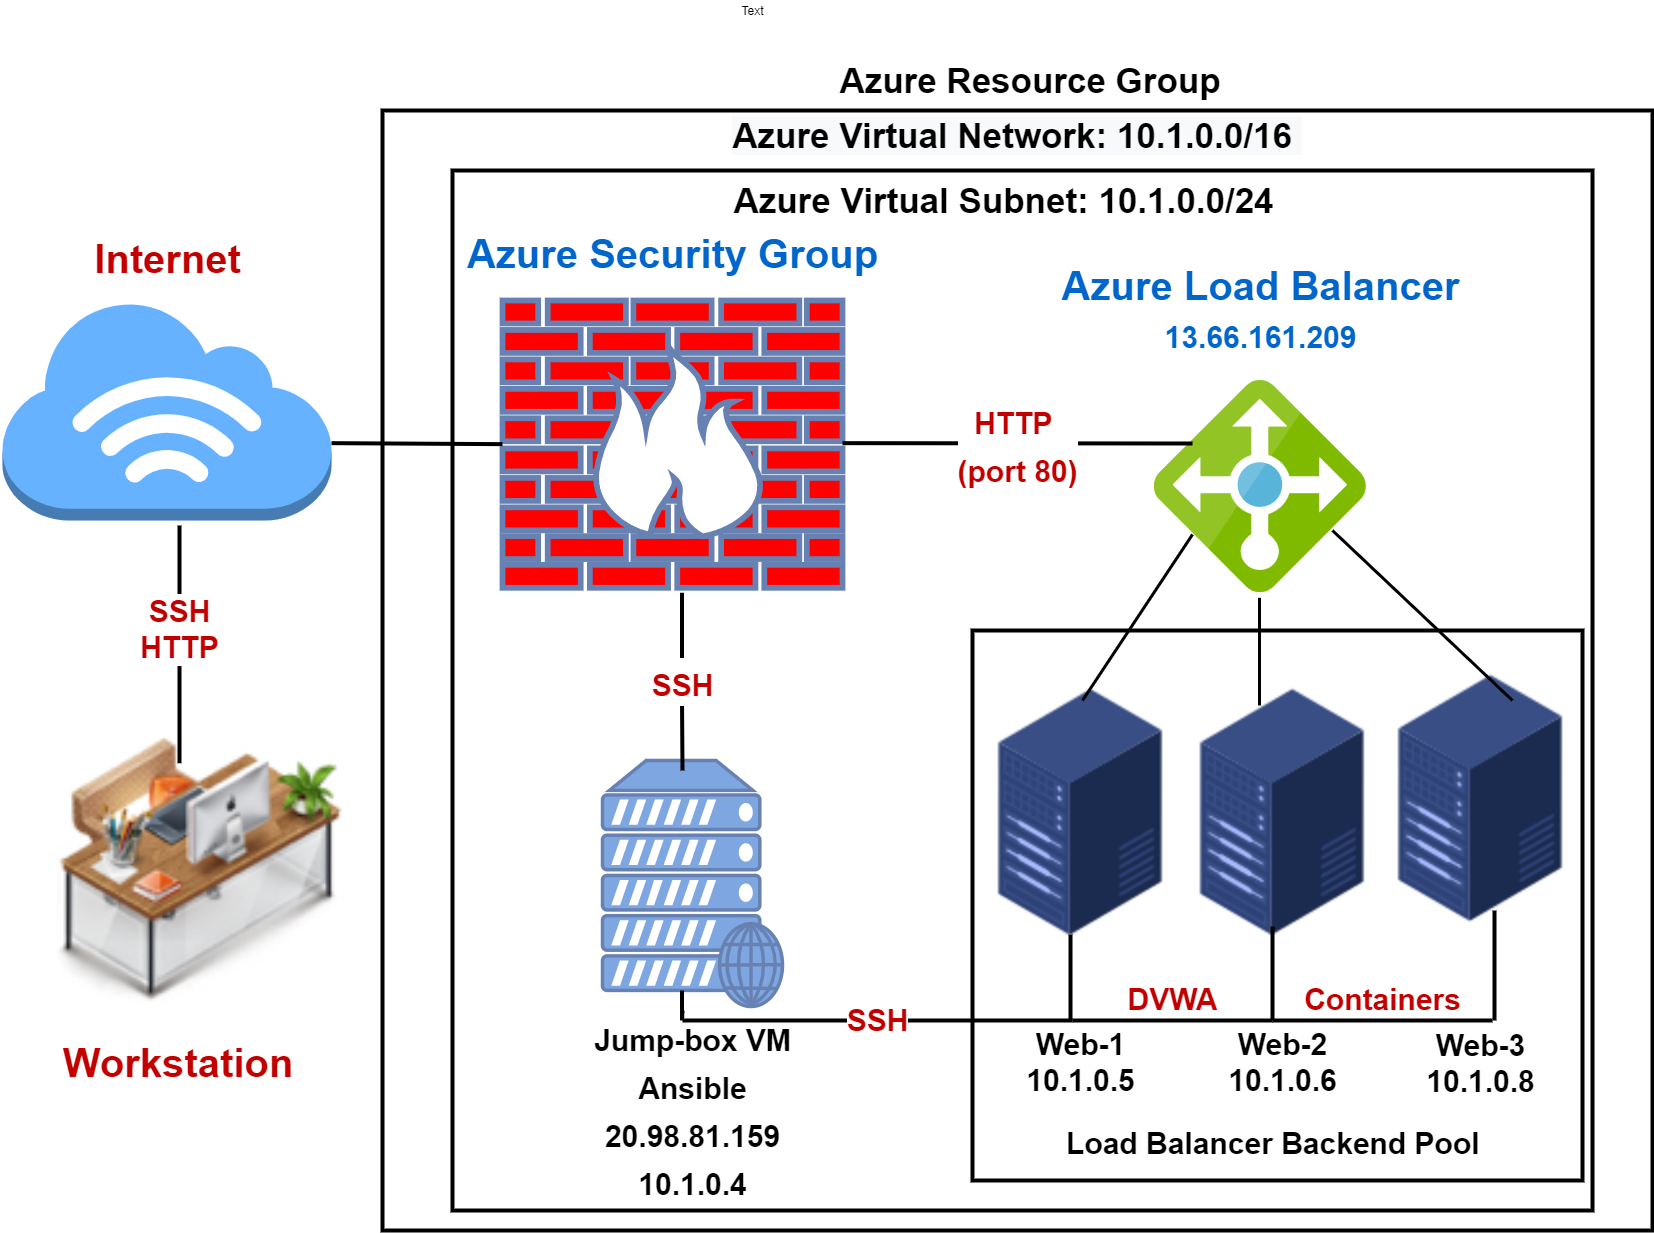 Text
Azure Resource Group
Azure Virtual Network: 10.1.0.0/16
Azure Virtual Subnet: 10.1.0.0/24
Internet
Azure Security Group
Azure Load Balancer
13.66.161.209
HTTP
(port 80)
SSH
HTTP
SSH
DVWA
Containers
SSH
Jump-box VM
Ansible
20.98.81.159
10.1.0.4
Web-1
10.1.0.5
Web-2
10.1.0.6
Web-3
10.1.0.8
Workstation
Load Balancer Backend Pool